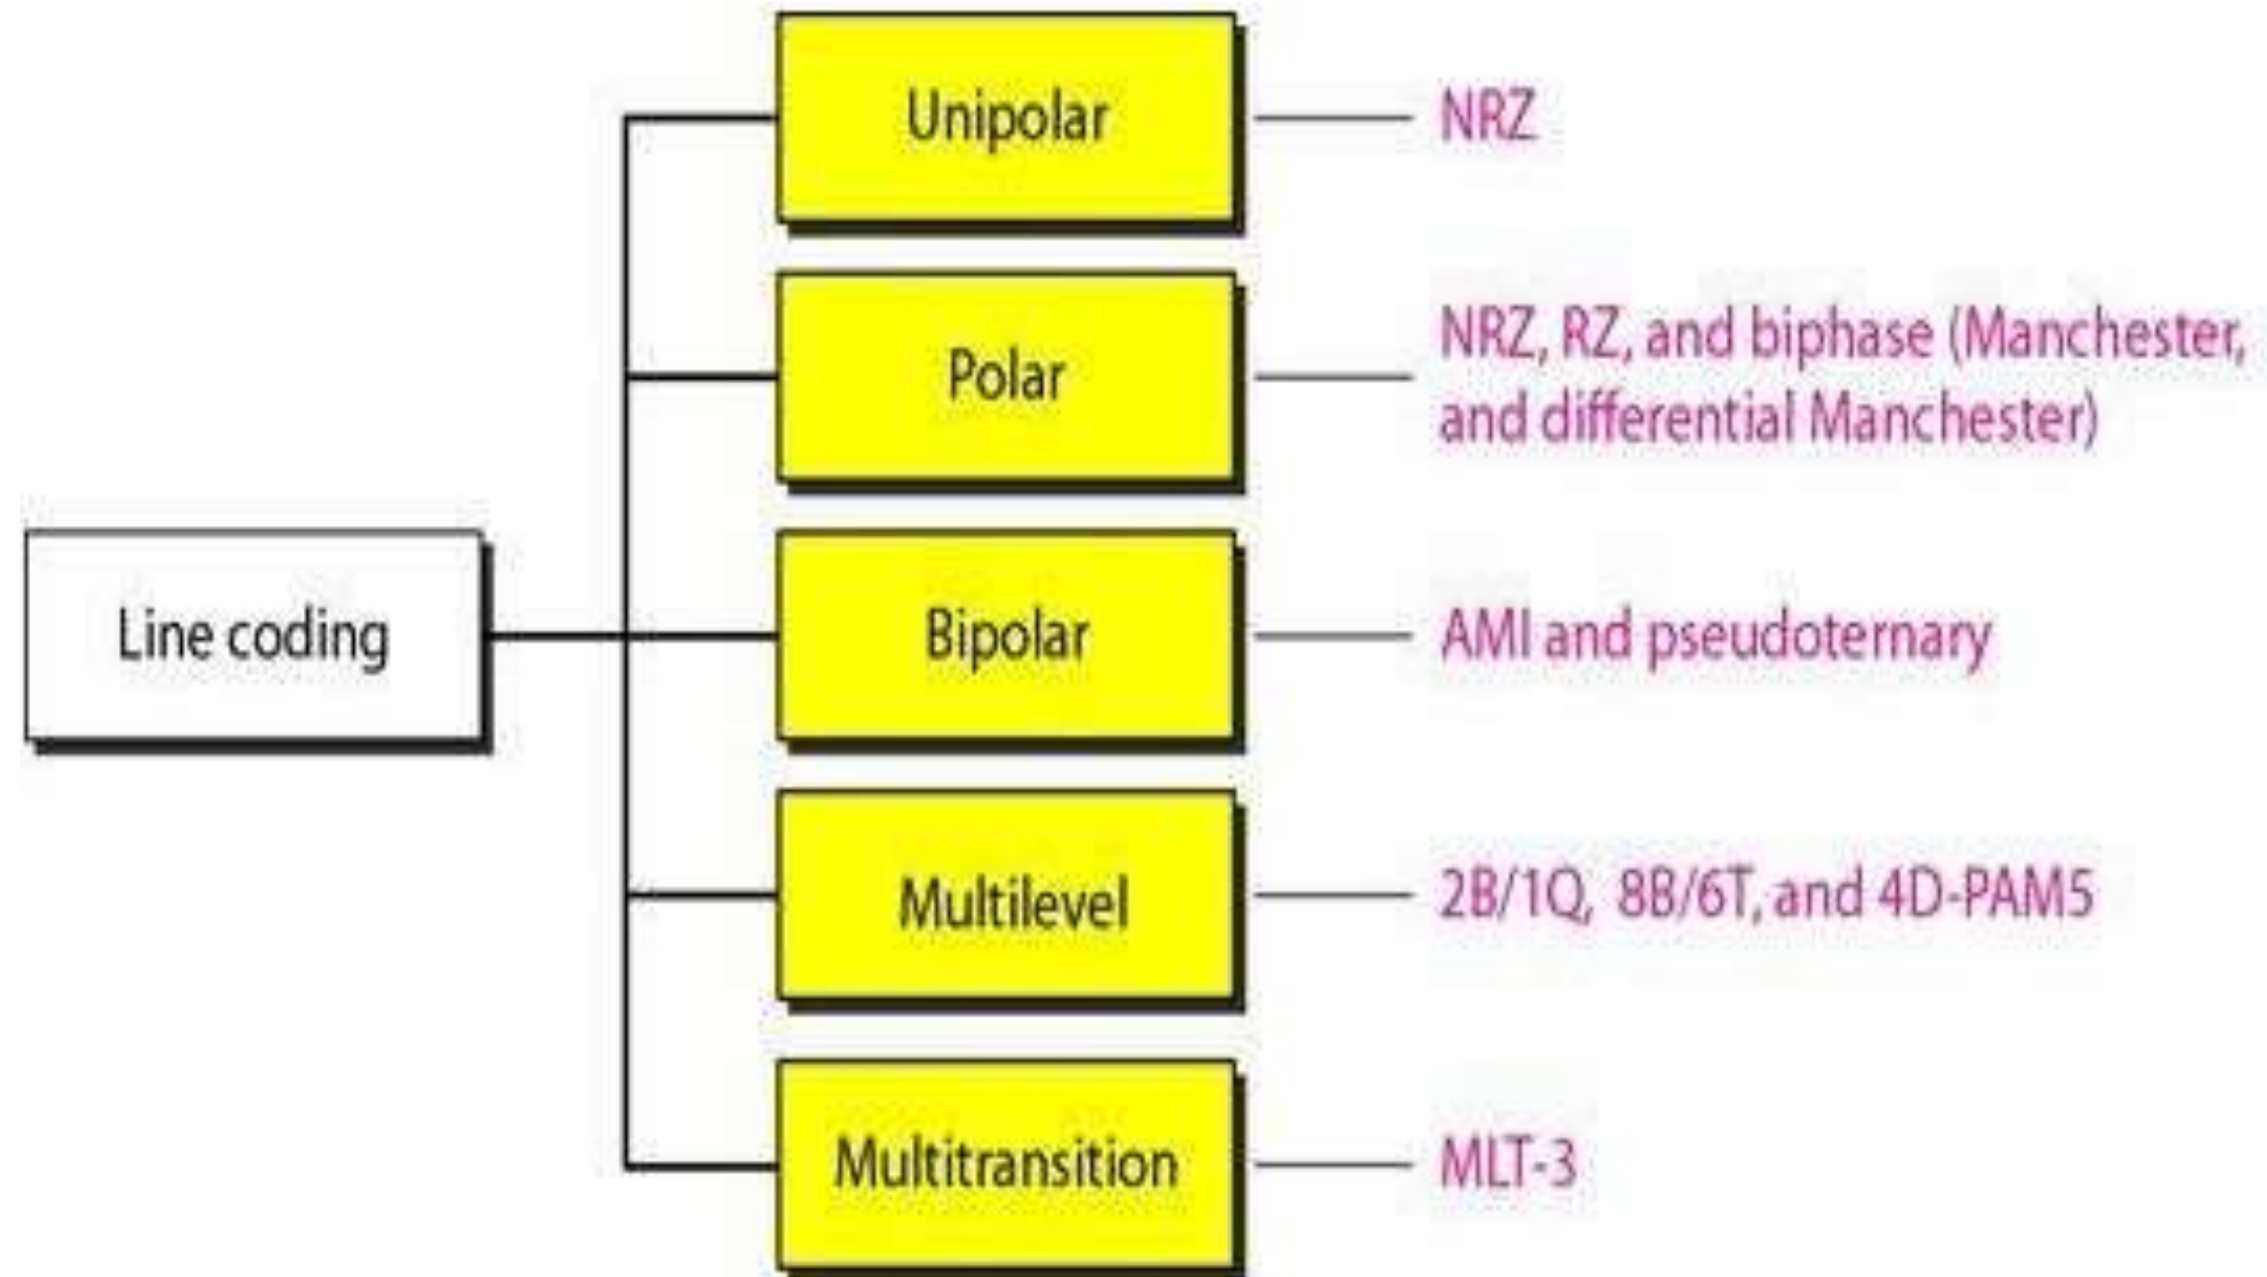 Line coding
Unipolar
NRZ
Polar
NRZ, RZ, and biphase (Manchester,
and differential Manchester)
Bipolar
AMI and pseudoternary
Multilevel
2B/1Q, 8B/6T, and 4D-PAM5
Multitransition
MLT-3